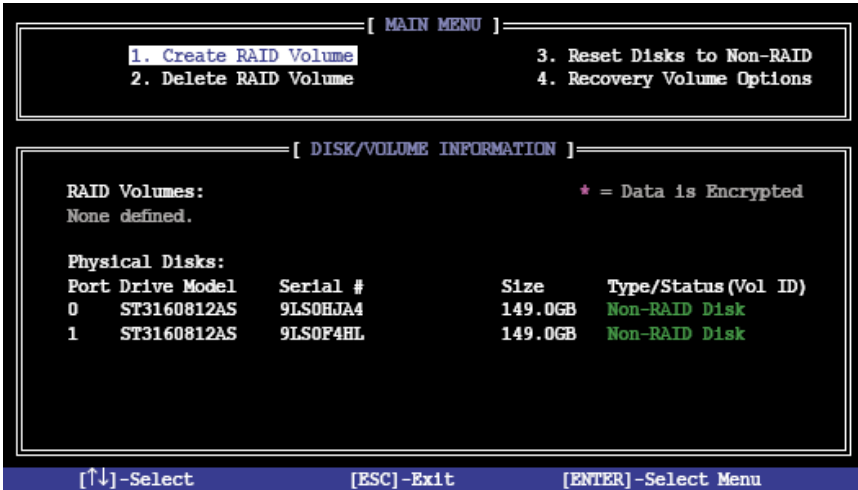 [ MAIN MENU ]
1. Create RAID Volume 3. Reset Disks to Non-RAID
2. Delete RAID Volume 4. Recovery Volume Options
[ DISK/VOLUME INFORMATION ]
RAID Volumes: * = Data is Encrypted
None defined.
Physical Disks:
Port Drive Model Serial # Size Type/Status(Vol ID)
0 ST3160812AS 9LS0HJA4 149.0GB Non-RAID Disk
1 ST3160812AS 9LS0F4HL 149.0GB Non-RAID Disk
[↑↓]-Select [ESC]-Exit [ENTER]-Select Menu